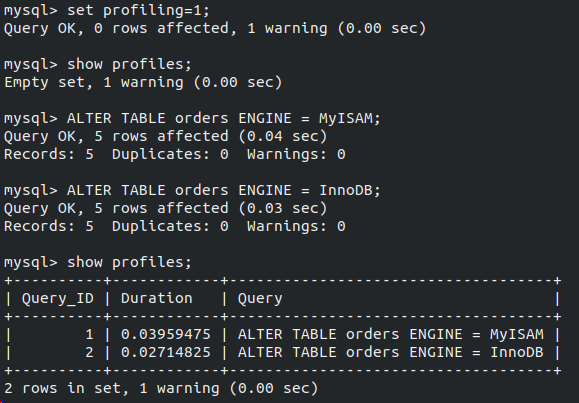 mysql> set profiling=1;
Query OK, 0 rows affected, 1 warning (0.00 sec)

mysql> show profiles;
Empty set, 1 warning (0.00 sec)

mysql> ALTER TABLE orders ENGINE = MyISAM;
Query OK, 5 rows affected (0.04 sec)
Records: 5  Duplicates: 0  Warnings: 0

mysql> ALTER TABLE orders ENGINE = InnoDB;
Query OK, 5 rows affected (0.03 sec)
Records: 5  Duplicates: 0  Warnings: 0

mysql> show profiles;
+----------+------------+------------------------------------+
| Query_ID | Duration   | Query                              |
+----------+------------+------------------------------------+
|        1 | 0.03959475 | ALTER TABLE orders ENGINE = MyISAM |
|        2 | 0.02714825 | ALTER TABLE orders ENGINE = InnoDB |
+----------+------------+------------------------------------+
2 rows in set, 1 warning (0.00 sec)